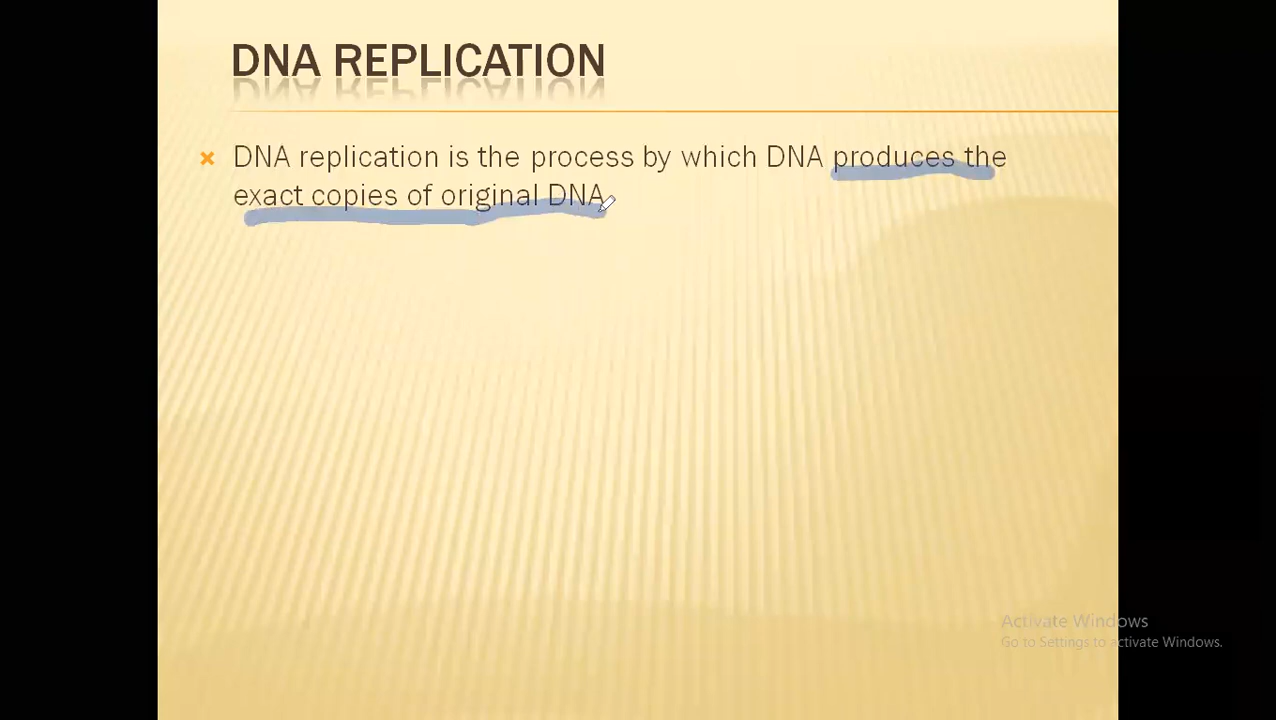 DNA REPLICATION
DNA replication is the process by which DNA produces the
exact copies of original DNA
Activate Windows
Go to Settings to activate Windows.